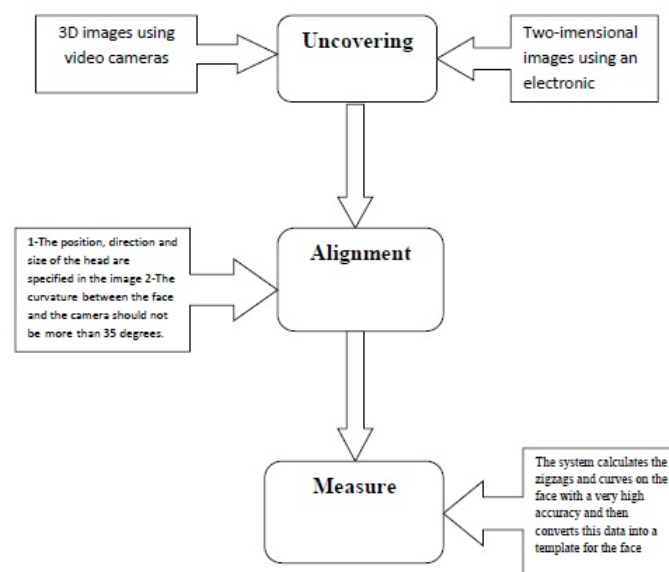 3D images using
video cameras
Uncovering
Two-imensional
images using an
electronic
1-The position, direction and
size of the head are
specified in the image 2-The
curvature between the face
and the camera should not
be more than 35 degrees.
Alignment
Measure
The system calculates the
zigzags and curves on the
face with a very high
accuracy and then
converts this data into a
template for the face